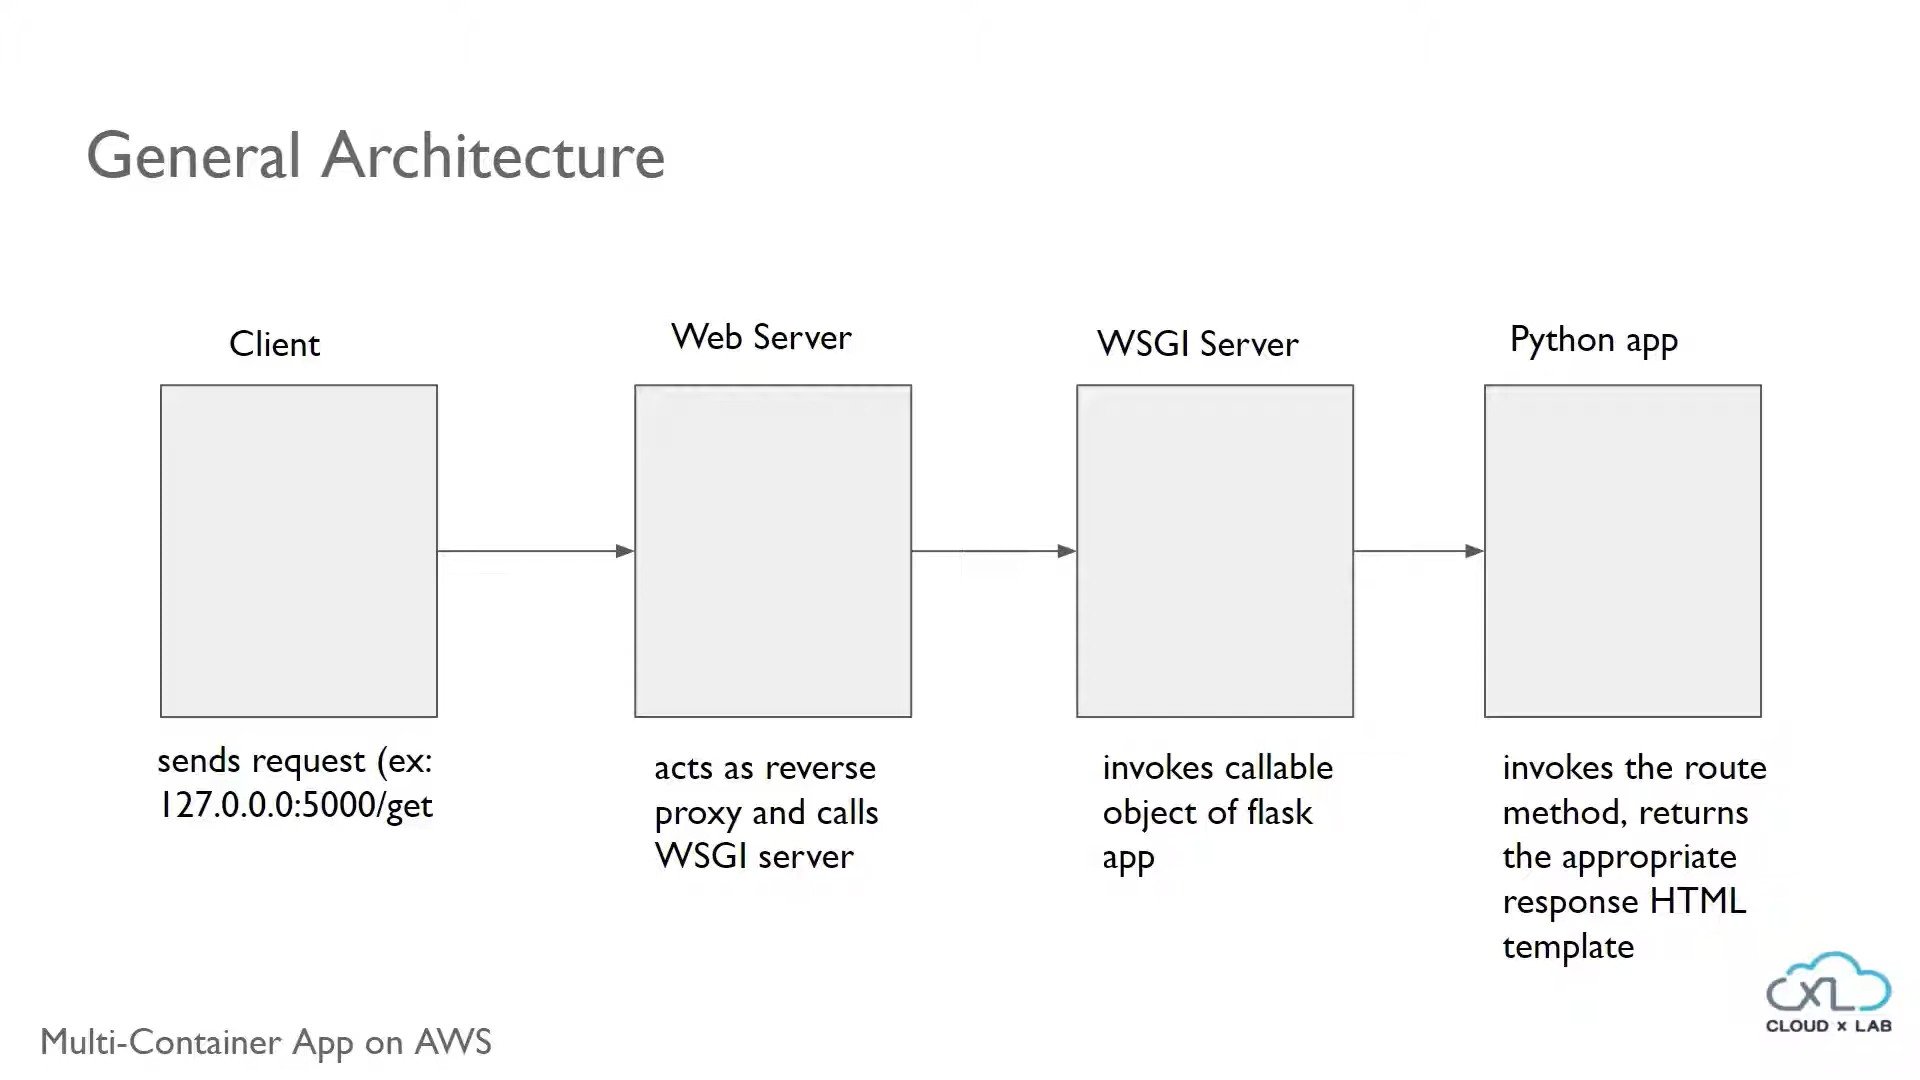 General Architecture
Client
Web Server
WSGI Server
Python app
sends request (ex:
127.0.0.0:5000/get
acts as reverse
proxy and calls
WSGI server
invokes callable
object of flask
app
invokes the route
method, returns
the appropriate
response HTML
template
Multi-Container App on AWS
CXL
CLOUD x LAB